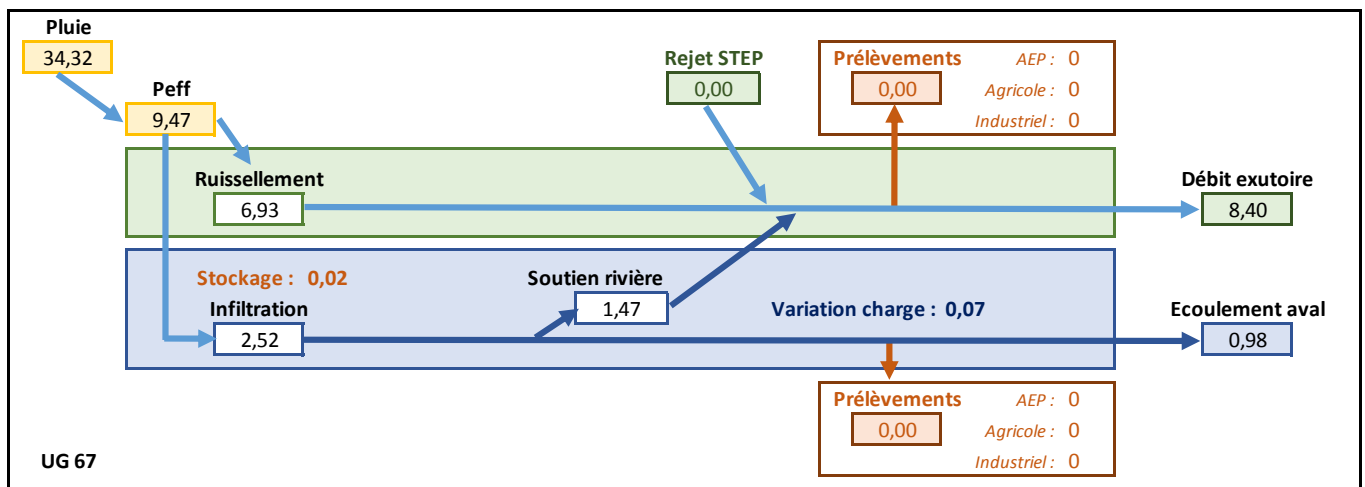 Pluie
34,32
Peff
9,47
Rejet STEP
0,00
Prélèvements
0,00
AEP : 0
Agricole : 0
Industriel : 0
Ruissellement
6,93
Débit exutoire
8,40
Stockage : 0,02
Infiltration
2,52
Soutien rivière
1,47
Variation charge : 0,07
Ecoulement aval
0,98
Prélèvements
0,00
AEP : 0
Agricole : 0
Industriel : 0
UG 67